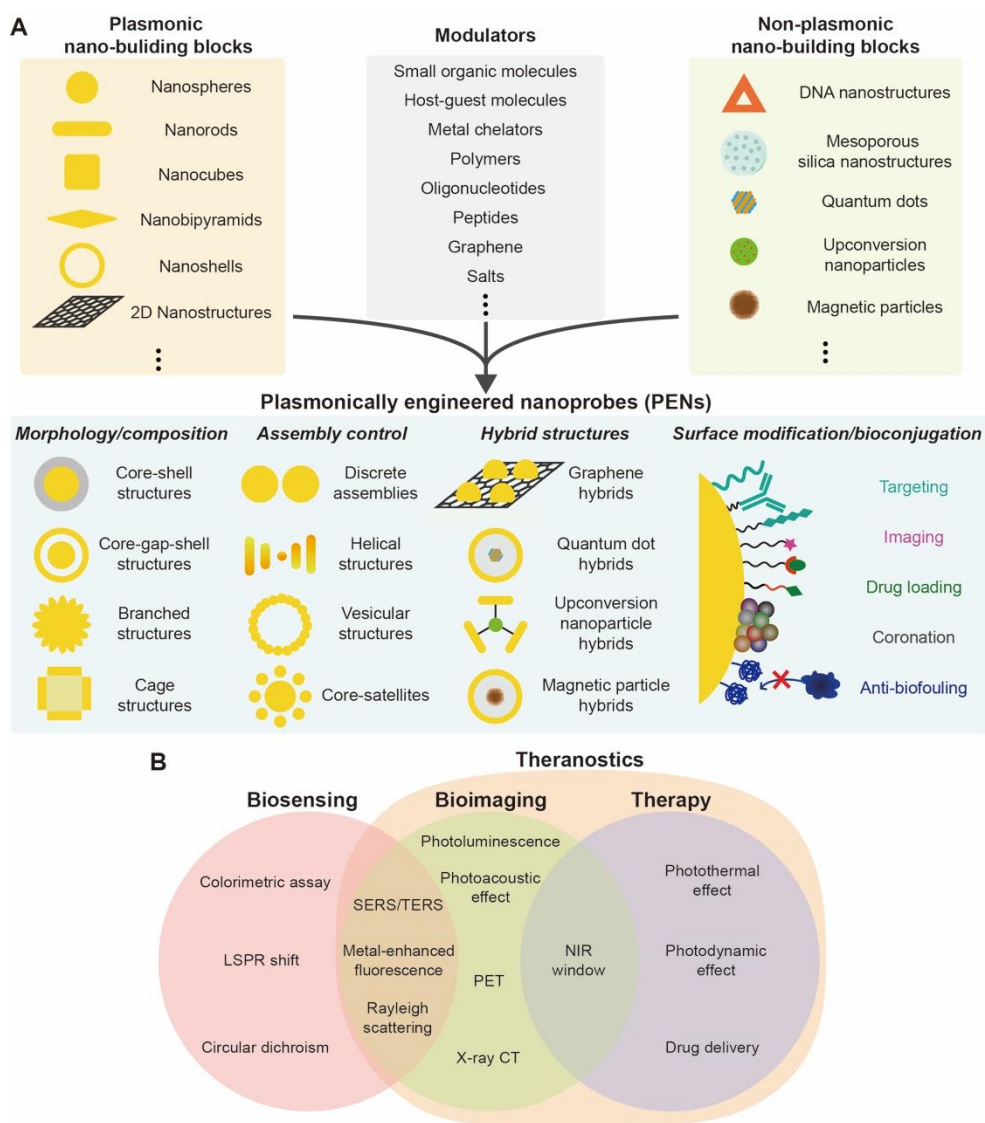 A
Plasmonic
nano-buliding blocks
Nanospheres
Nanorods
Nanocubes
Nanobipyramids
Nanoshells
2D Nanostructures
Modulators
Small organic molecules
Host-guest molecules
Metal chelators
Polymers
Oligonucleotides
Peptides
Graphene
Salts
Non-plasmonic
nano-building blocks
DNA nanostructures
Mesoporous
silica nanostructures
Quantum dots
Upconversion
nanoparticles
Magnetic particles
Plasmonically engineered nanoprobes (PENs)
Morphology/composition
Core-shell
structures
Core-gap-shell
structures
Branched
structures
Cage
structures
Assembly control
Discrete
assemblies
Helical
structures
Vesicular
structures
Core-satellites
Hybrid structures
Graphene
hybrids
Quantum dot
hybrids
Upconversion
nanoparticle
hybrids
Magnetic particle
hybrids
Surface modification/bioconjugation
Targeting
Imaging
Drug loading
Coronation
Anti-biofouling
B
Theranostics
Biosensing
Bioimaging
Therapy
Colorimetric assay
LSPR shift
Circular dichroism
SERS/TERS
Metal-enhanced
fluorescence
Rayleigh
scattering
Photoluminescence
Photoacoustic
effect
PET
X-ray CT
NIR
window
Photothermal
effect
Photodynamic
effect
Drug delivery